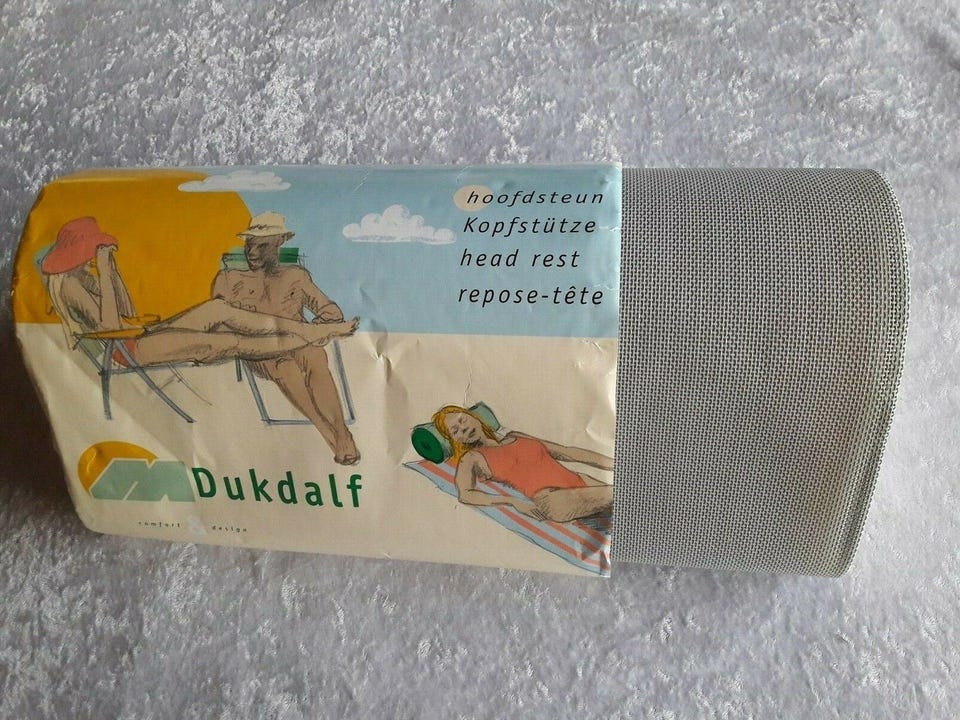 hoofdsteun
Kopfstütze
head rest
repose-tête
Dukdalf
comfort & design